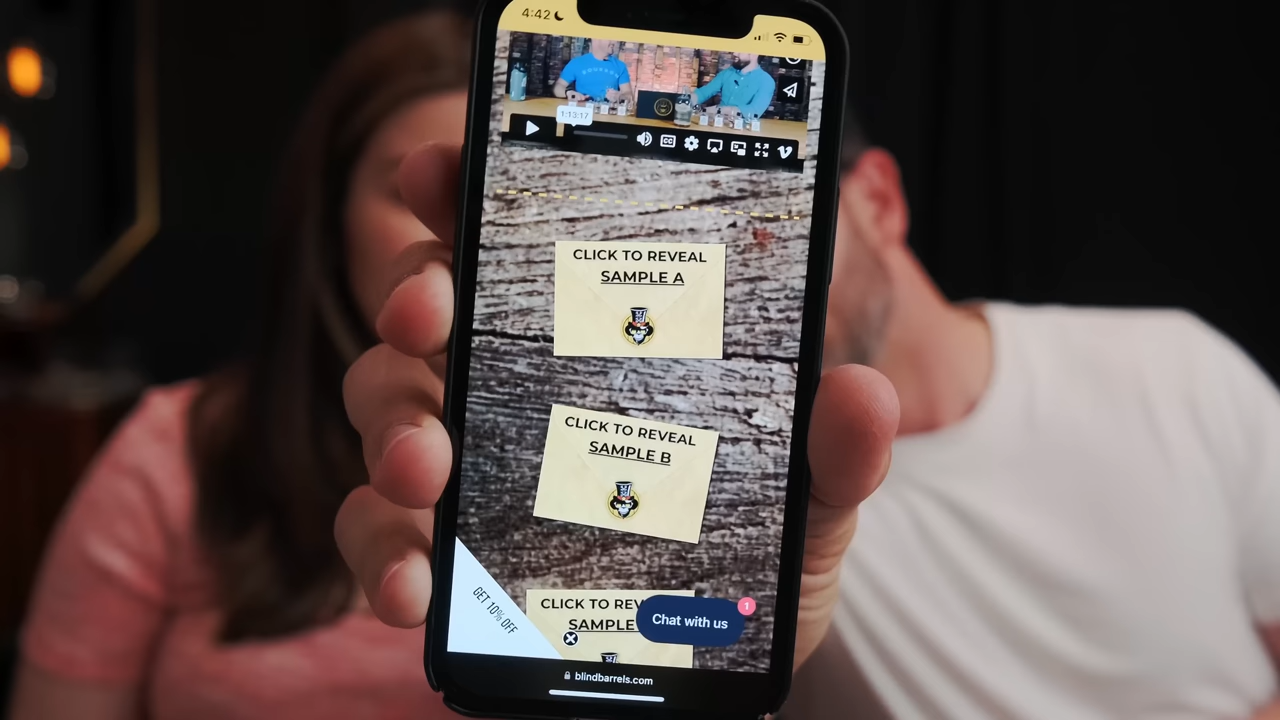 4:42
1:13:17
CC
CLICK TO REVEAL
SAMPLE A
CLICK TO REVEAL
SAMPLE B
GET 10% OFF
CLICK TO REV
SAMPLE
Chat with us
1
blindbarrels.com